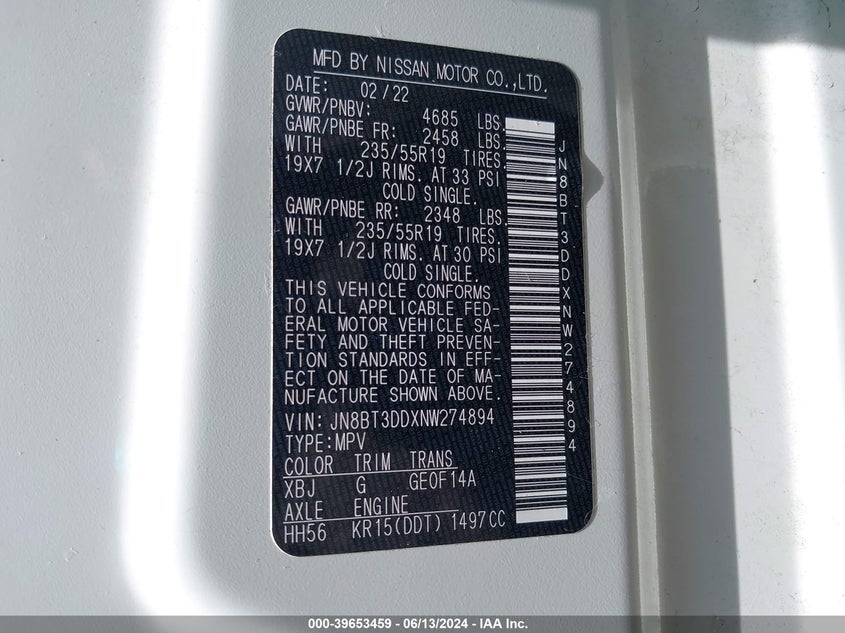 MFD BY NISSAN MOTOR CO.,LTD.
DATE: 02/22
GVWR/PNBV: 4685 LBS.
GAWR/PNBE FR: 2458 LBS.
WITH 235/55R19 TIRES.
19X7 1/2J RIMS. AT 33 PSI
COLD SINGLE.
GAWR/PNBE RR: 2348 LBS.
WITH 235/55R19 TIRES.
19X7 1/2J RIMS. AT 30 PSI
COLD SINGLE.
THIS VEHICLE CONFORMS
TO ALL APPLICABLE FED-
ERAL MOTOR VEHICLE SA-
FETY AND THEFT PREVEN-
TION STANDARDS IN EFF-
ECT ON THE DATE OF MA-
NUFACTURE SHOWN ABOVE.
VIN: JN8BT3DDXNW274894
TYPE:MPV
COLOR TRIM TRANS
XBJ G GE0F14A
AXLE ENGINE
HH56 KR15(DDT) 1497CC
JN8BT3DDXNW274894
000-39653459 - 06/13/2024 - IAA Inc.